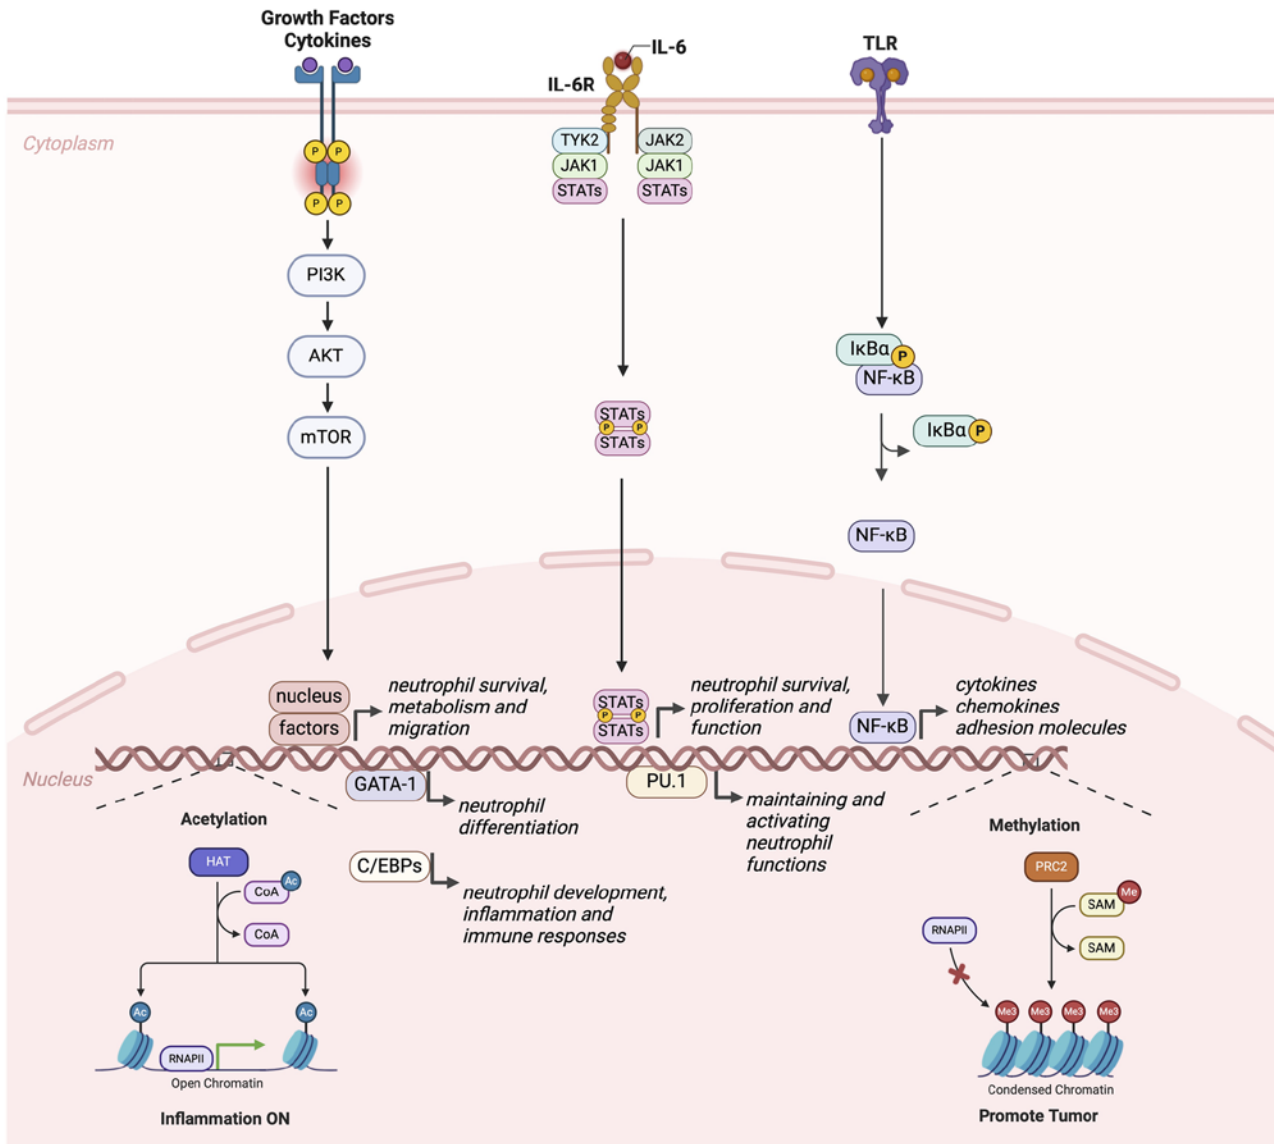 Growth Factors
Cytokines
IL-6
IL-6R
TLR
Cytoplasm
P P
P P
TYK2
JAK1
STATs
JAK2
JAK1
STATs
PI3K
AKT
mTOR
STATs
P P
STATs
IκBα
P
NF-κB
IκBα P
NF-κB
nucleus
factors
neutrophil survival,
metabolism and
migration
STATs
P P
STATs
neutrophil survival,
proliferation and
function
NF-κB
cytokines
chemokines
adhesion molecules
Nucleus
GATA-1
neutrophil
differentiation
PU.1
maintaining and
activating
neutrophil
functions
C/EBPs
neutrophil development,
inflammation and
immune responses
Acetylation
HAT
Ac
CoA
CoA
Ac
Ac
RNAPII
Open Chromatin
Inflammation ON
Methylation
PRC2
Me
SAM
SAM
RNAPII
Me3 Me3 Me3 Me3
Condensed Chromatin
Promote Tumor